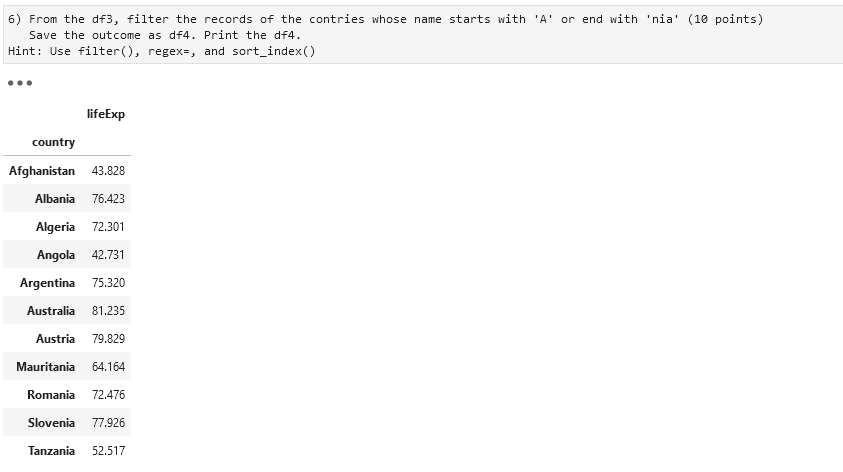 6) From the df3, filter the records of the contries whose name starts with 'A' or end with 'nia' (10 points)
Save the outcome as df4. Print the df4.
Hint: Use filter(), regex=, and sort_index()
lifeExp
country
Afghanistan 43.828
Albania 76.423
Algeria 72.301
Angola 42.731
Argentina 75.320
Australia 81.235
Austria 79.829
Mauritania 64.164
Romania 72.476
Slovenia 77.926
Tanzania 52.517